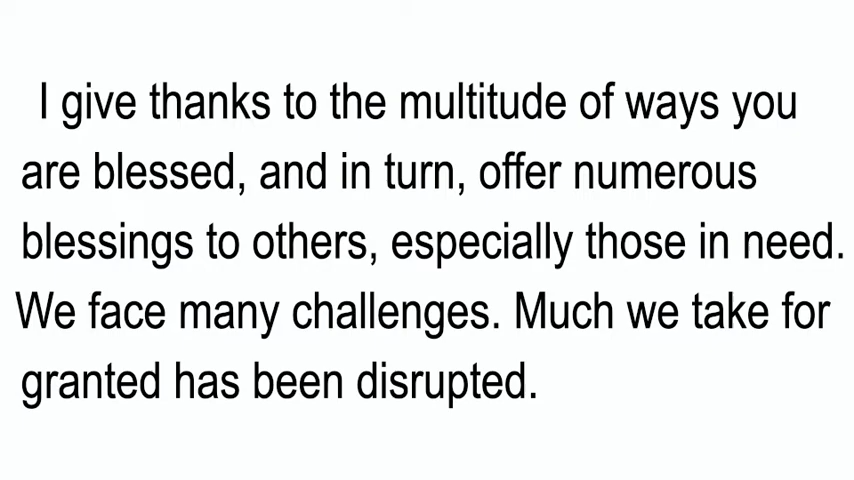 I give thanks to the multitude of ways you
are blessed, and in turn, offer numerous
blessings to others, especially those in need.
We face many challenges. Much we take for
granted has been disrupted.